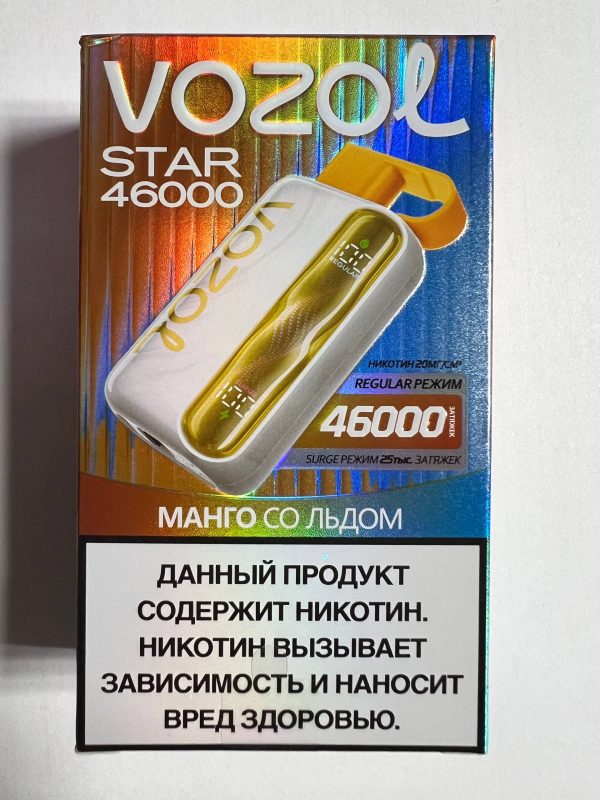 VOZOL
STAR
46000
VOZOL
REGULAR
НИКОТИН 20МГ/СМ³
REGULAR РЕЖИМ
46000 ЗАТЯЖЕК
SURGE РЕЖИМ 25тыс. ЗАТЯЖЕК
МАНГО СО ЛЬДОМ
ДАННЫЙ ПРОДУКТ
СОДЕРЖИТ НИКОТИН.
НИКОТИН ВЫЗЫВАЕТ
ЗАВИСИМОСТЬ И НАНОСИТ
ВРЕД ЗДОРОВЬЮ.